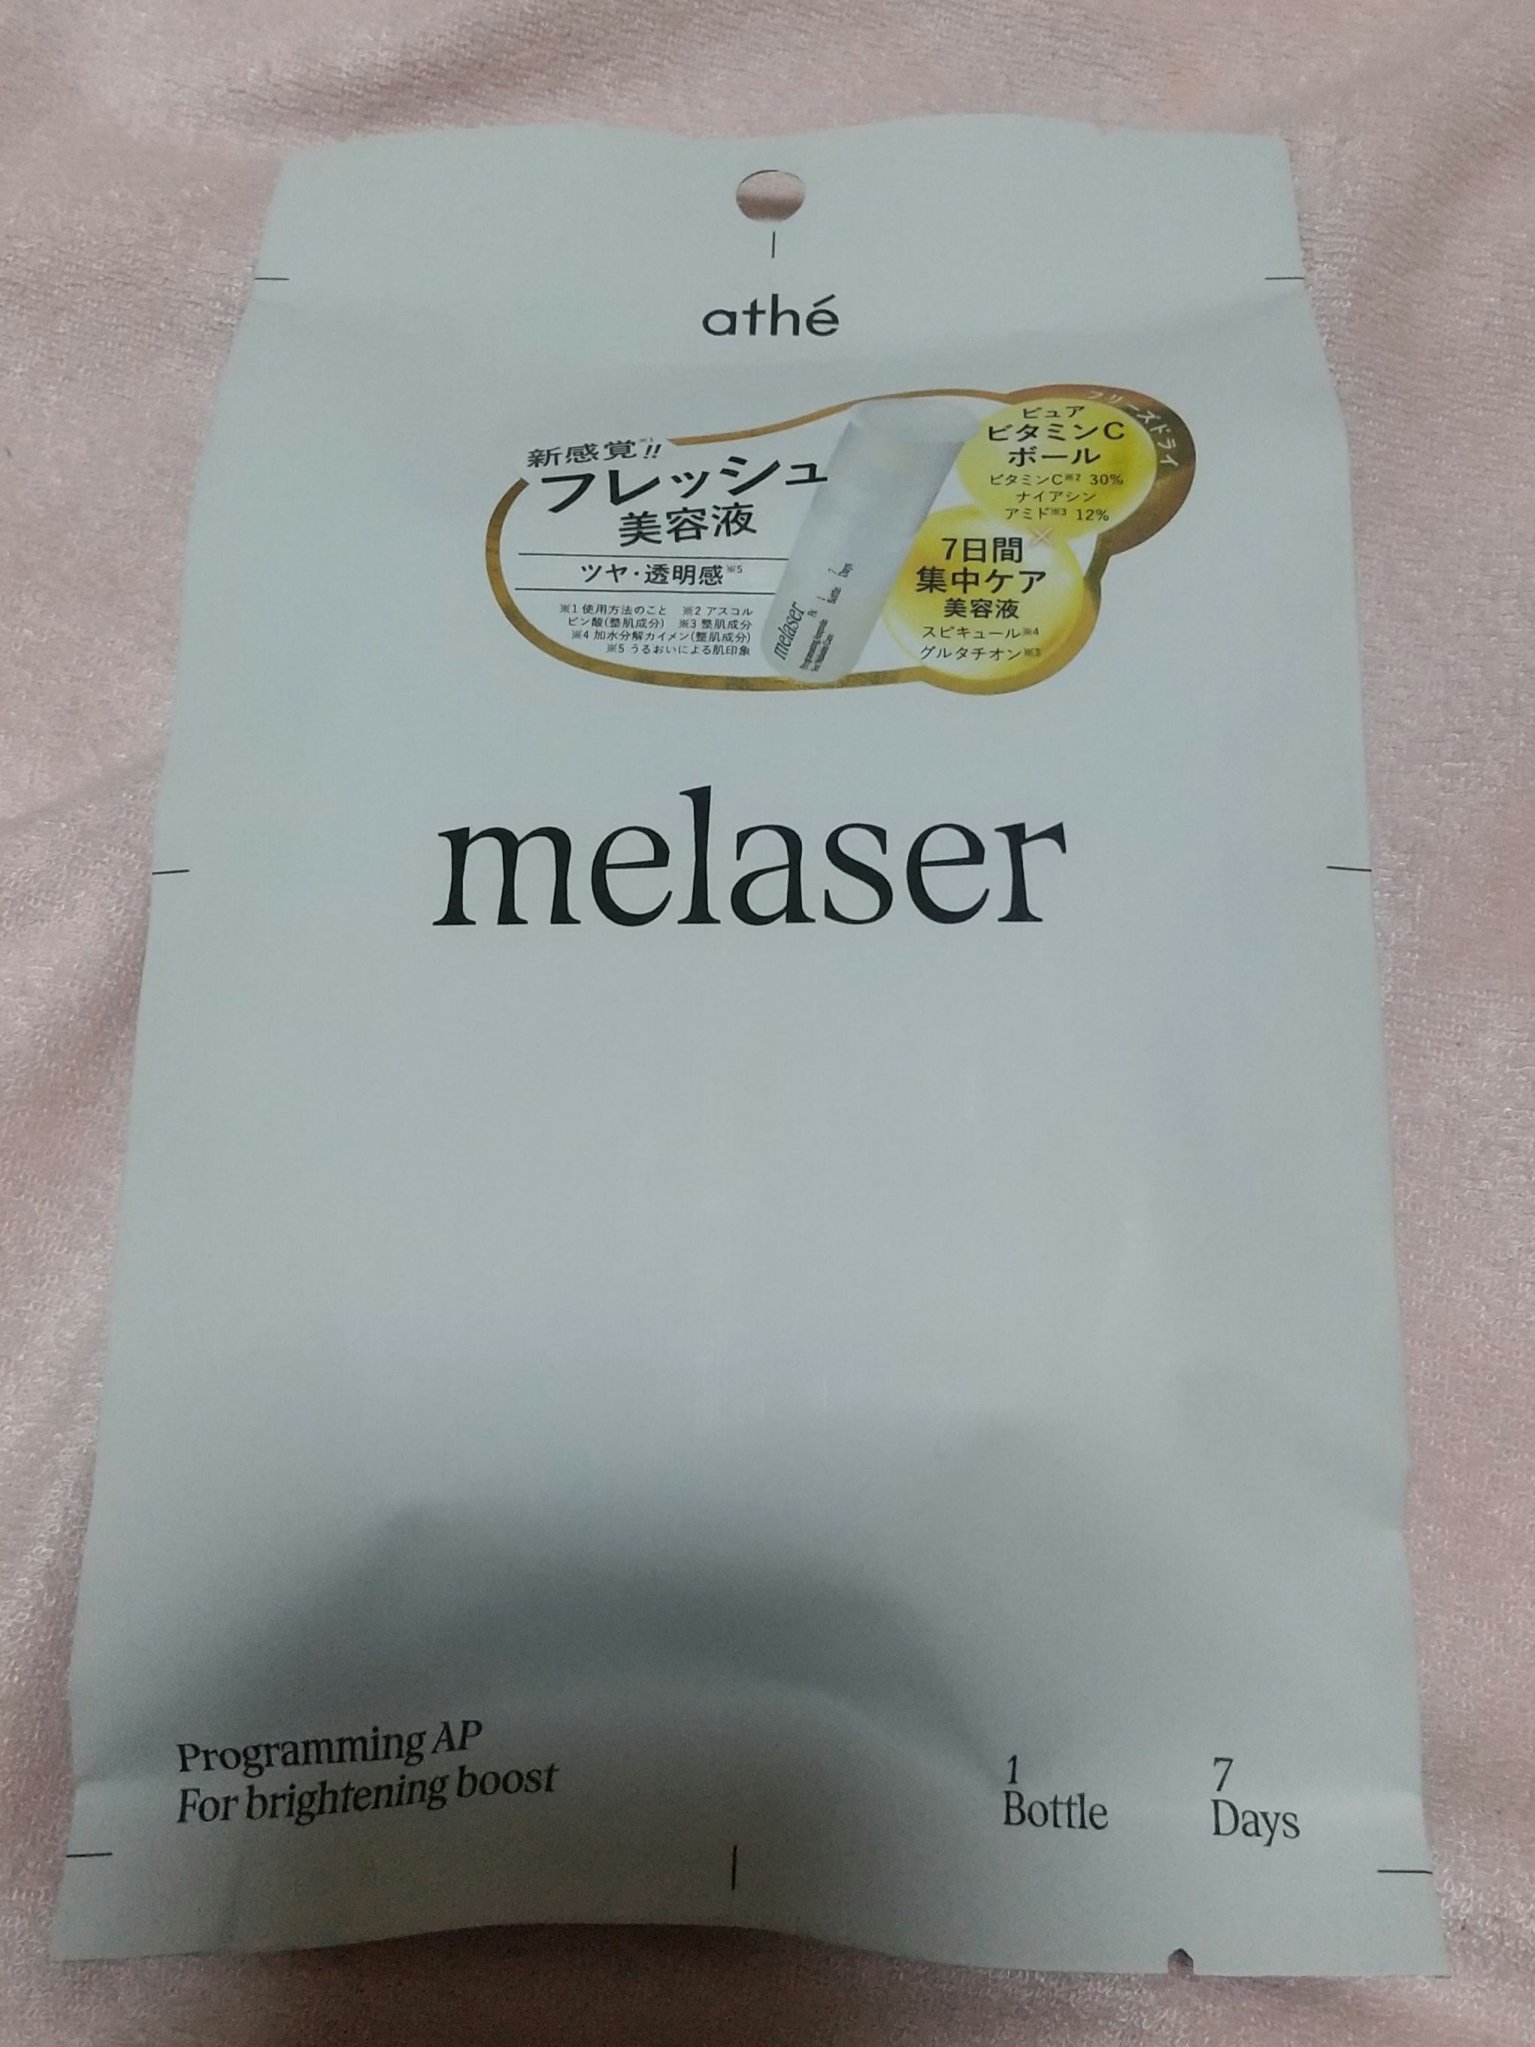 athé
新感覚※1!!
フレッシュ
美容液
ツヤ・透明感※5
※1 使用方法のこと ※2 アスコル
ビン酸(整肌成分) ※3 整肌成分
※4 加水分解カイメン(整肌成分)
※5 うるおいによる肌印象
フリーズドライ
ピュア
ビタミンC
ボール
ビタミンC※2 30%
ナイアシン
アミド※3 12%
×
7日間
集中ケア
美容液
スピキュール※4
グルタチオン※3
melaser
1 Bottle
7 Days
melaser
Programming AP
For brightening boost
1
Bottle
7
Days